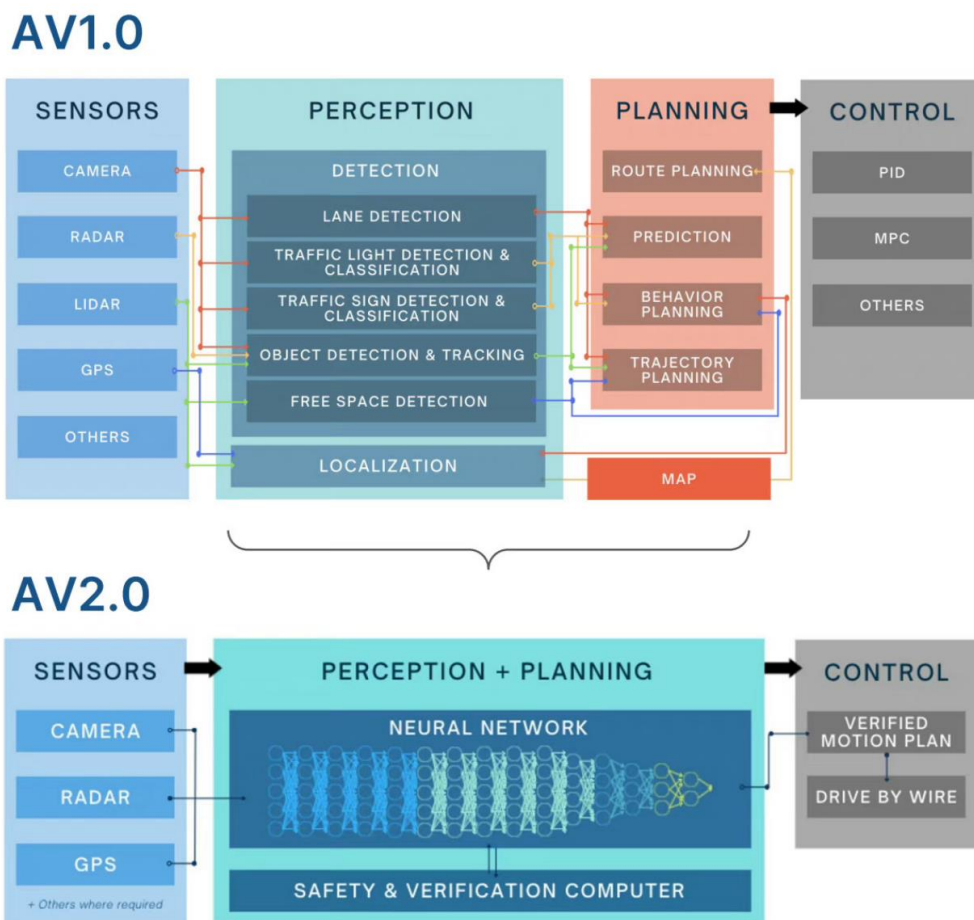 AV1.0
SENSORS
CAMERA
RADAR
LIDAR
GPS
OTHERS
PERCEPTION
DETECTION
LANE DETECTION
TRAFFIC LIGHT DETECTION &
CLASSIFICATION
TRAFFIC SIGN DETECTION &
CLASSIFICATION
OBJECT DETECTION & TRACKING
FREE SPACE DETECTION
LOCALIZATION
PLANNING
ROUTE PLANNING
PREDICTION
BEHAVIOR
PLANNING
TRAJECTORY
PLANNING
MAP
CONTROL
PID
MPC
OTHERS
AV2.0
SENSORS
CAMERA
RADAR
GPS
+ Others where required
PERCEPTION + PLANNING
NEURAL NETWORK
SAFETY & VERIFICATION COMPUTER
CONTROL
VERIFIED
MOTION PLAN
DRIVE BY WIRE